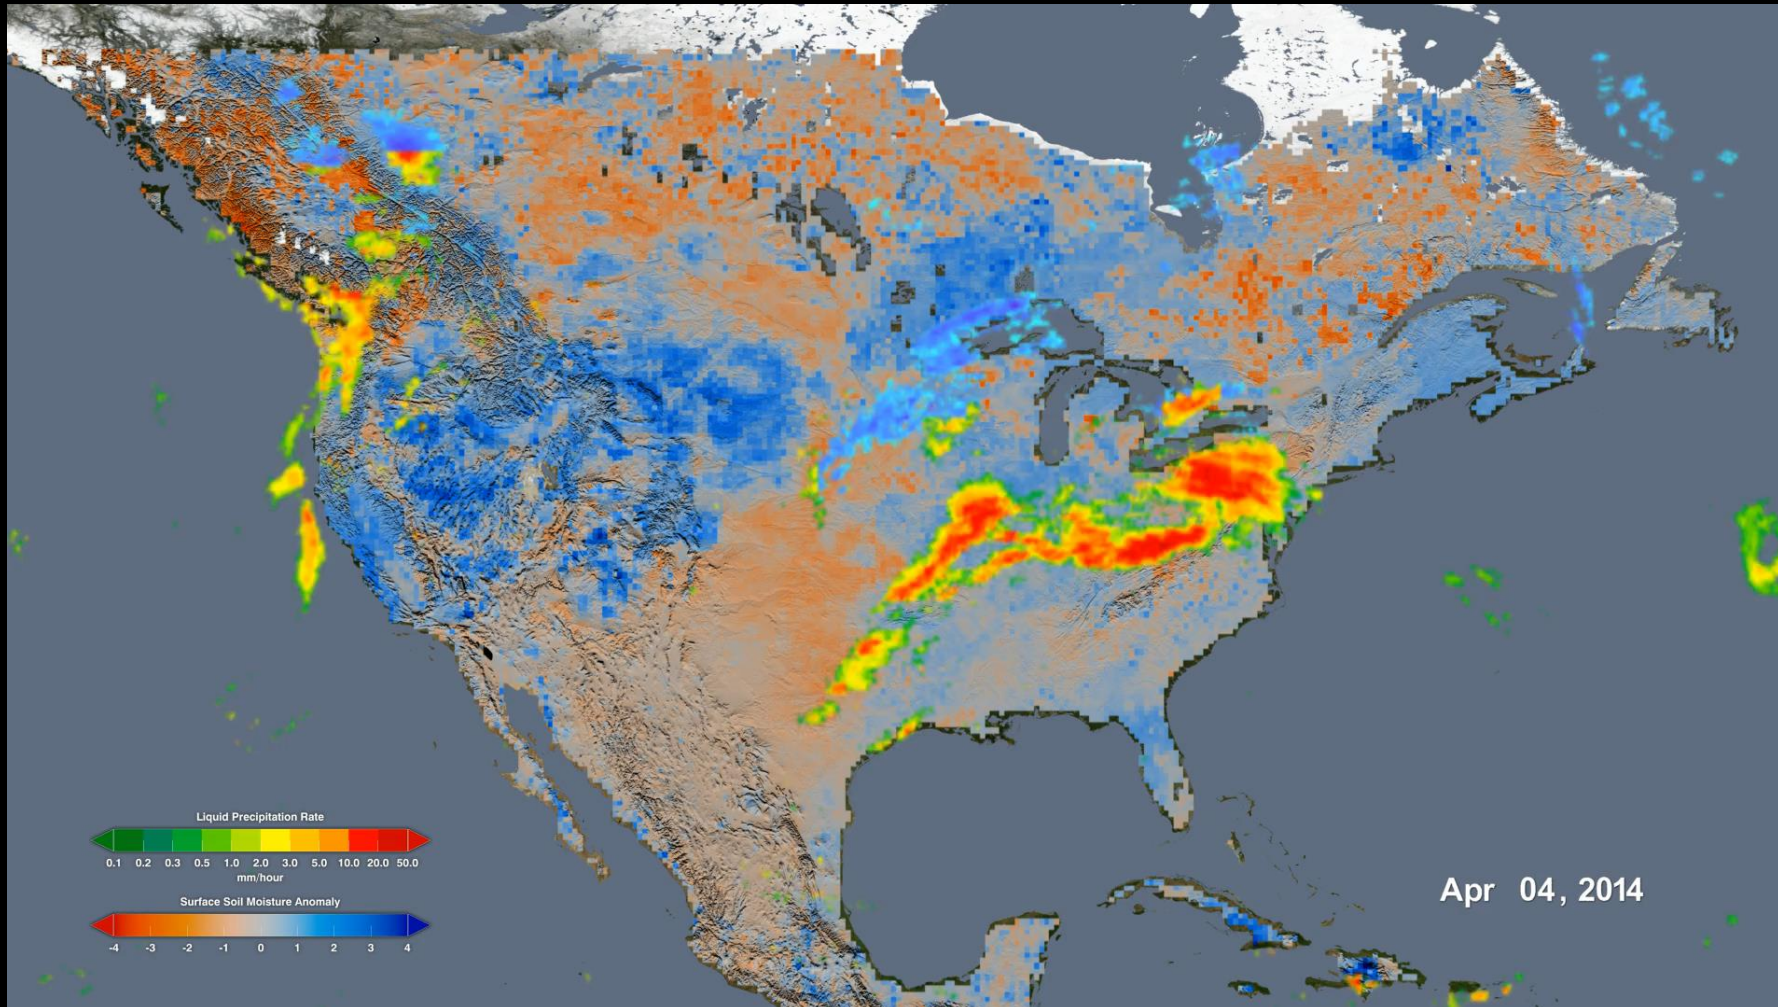 Liquid Precipitation Rate
0.1 0.2 0.3 0.5 1.0 2.0 3.0 5.0 10.0 20.0 50.0
mm/hour
Surface Soil Moisture Anomaly
-4 -3 -2 -1 0 1 2 3 4
Apr 04, 2014